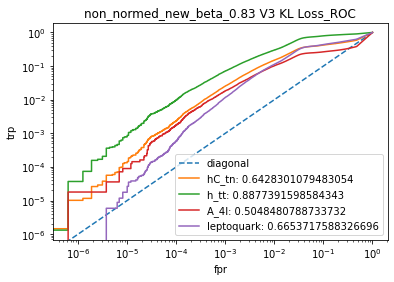 non_normed_new_beta_0.83 V3 KL Loss_ROC
10⁰
10⁻¹
10⁻²
10⁻³
10⁻⁴
10⁻⁵
10⁻⁶
trp
diagonal
hC_tn: 0.6428301079483054
h_tt: 0.8877391598584343
A_4l: 0.5048480788733732
leptoquark: 0.6653717588332696
10⁻⁶ 10⁻⁵ 10⁻⁴ 10⁻³ 10⁻² 10⁻¹ 10⁰
fpr